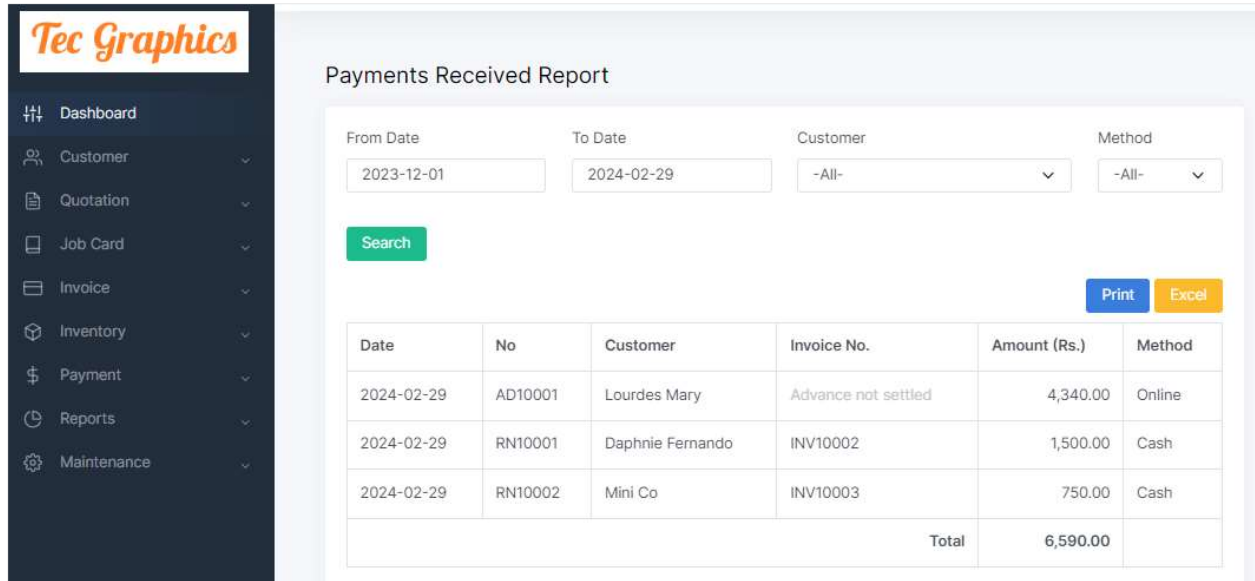 Tec Graphics
Dashboard
Customer
Quotation
Job Card
Invoice
Inventory
Payment
Reports
Maintenance
Payments Received Report
From Date To Date Customer Method
2023-12-01 2024-02-29 -All- -All-
Search
Print Excel
Date No Customer Invoice No. Amount (Rs.) Method
2024-02-29 AD10001 Lourdes Mary Advance not settled 4,340.00 Online
2024-02-29 RN10001 Daphnie Fernando INV10002 1,500.00 Cash
2024-02-29 RN10002 Mini Co INV10003 750.00 Cash
Total 6,590.00